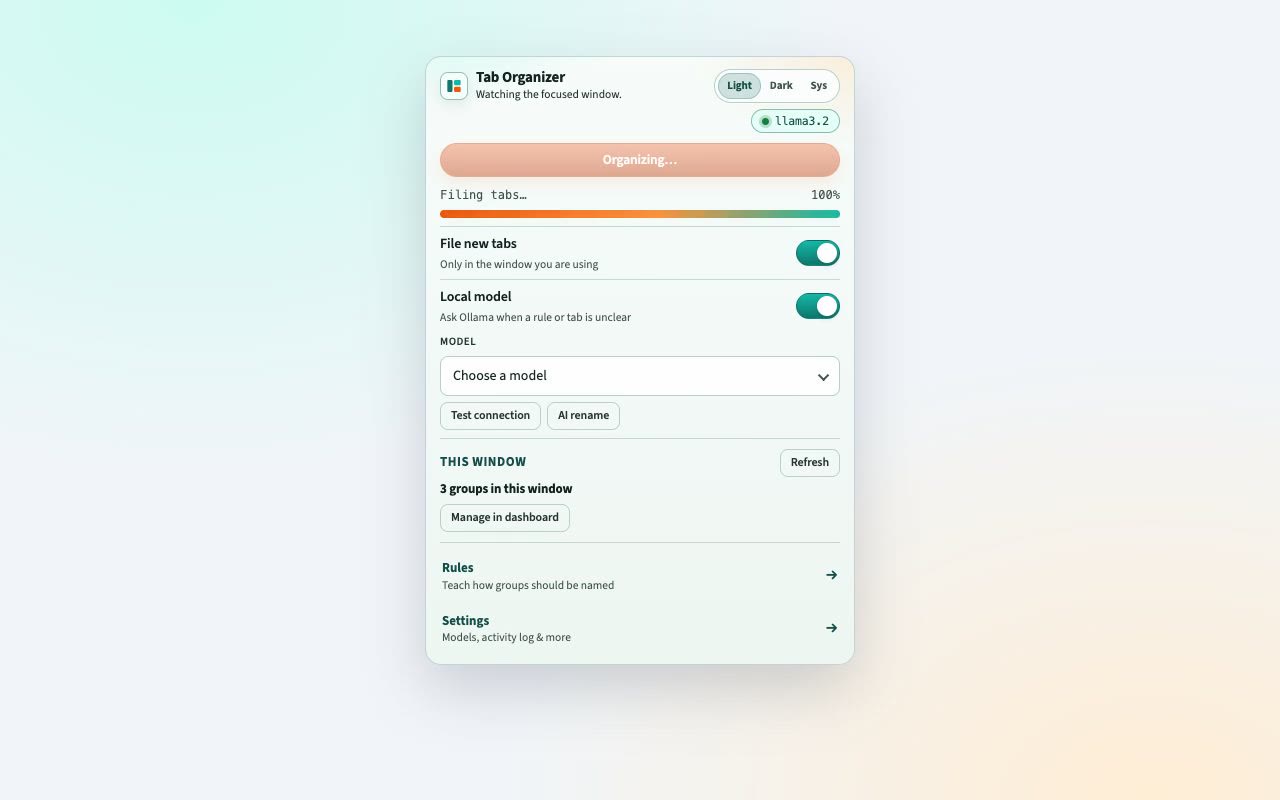 Tab Organizer
Watching the focused window.
Light Dark Sys
llama3.2
Organizing…
Filing tabs… 100%
File new tabs
Only in the window you are using
Local model
Ask Ollama when a rule or tab is unclear
MODEL
Choose a model
Test connection AI rename
THIS WINDOW Refresh
3 groups in this window
Manage in dashboard
Rules
Teach how groups should be named
Settings
Models, activity log & more